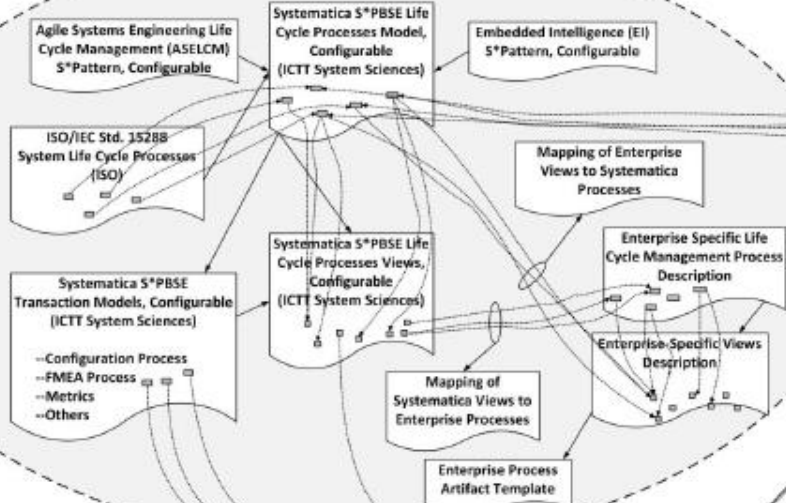 Systematica S*PBSE Life
Cycle Processes Model,
Configurable
(ICTT System Sciences)
Agile Systems Engineering Life
Cycle Management (ASELCM)
S*Pattern, Configurable
Embedded Intelligence (EI)
S*Pattern, Configurable
ISO/IEC Std. 15288
System Life Cycle Processes
(ISO)
Mapping of Enterprise
Views to Systematica
Processes
Systematica S*PBSE Life
Cycle Processes Views,
Configurable
(ICTT System Sciences)
Enterprise Specific Life
Cycle Management Process
Description
Systematica S*PBSE
Transaction Models, Configurable
(ICTT System Sciences)
--Configuration Process
--FMEA Process
--Metrics
--Others
Enterprise-Specific Views
Description
Mapping of
Systematica Views to
Enterprise Processes
Enterprise Process
Artifact Template